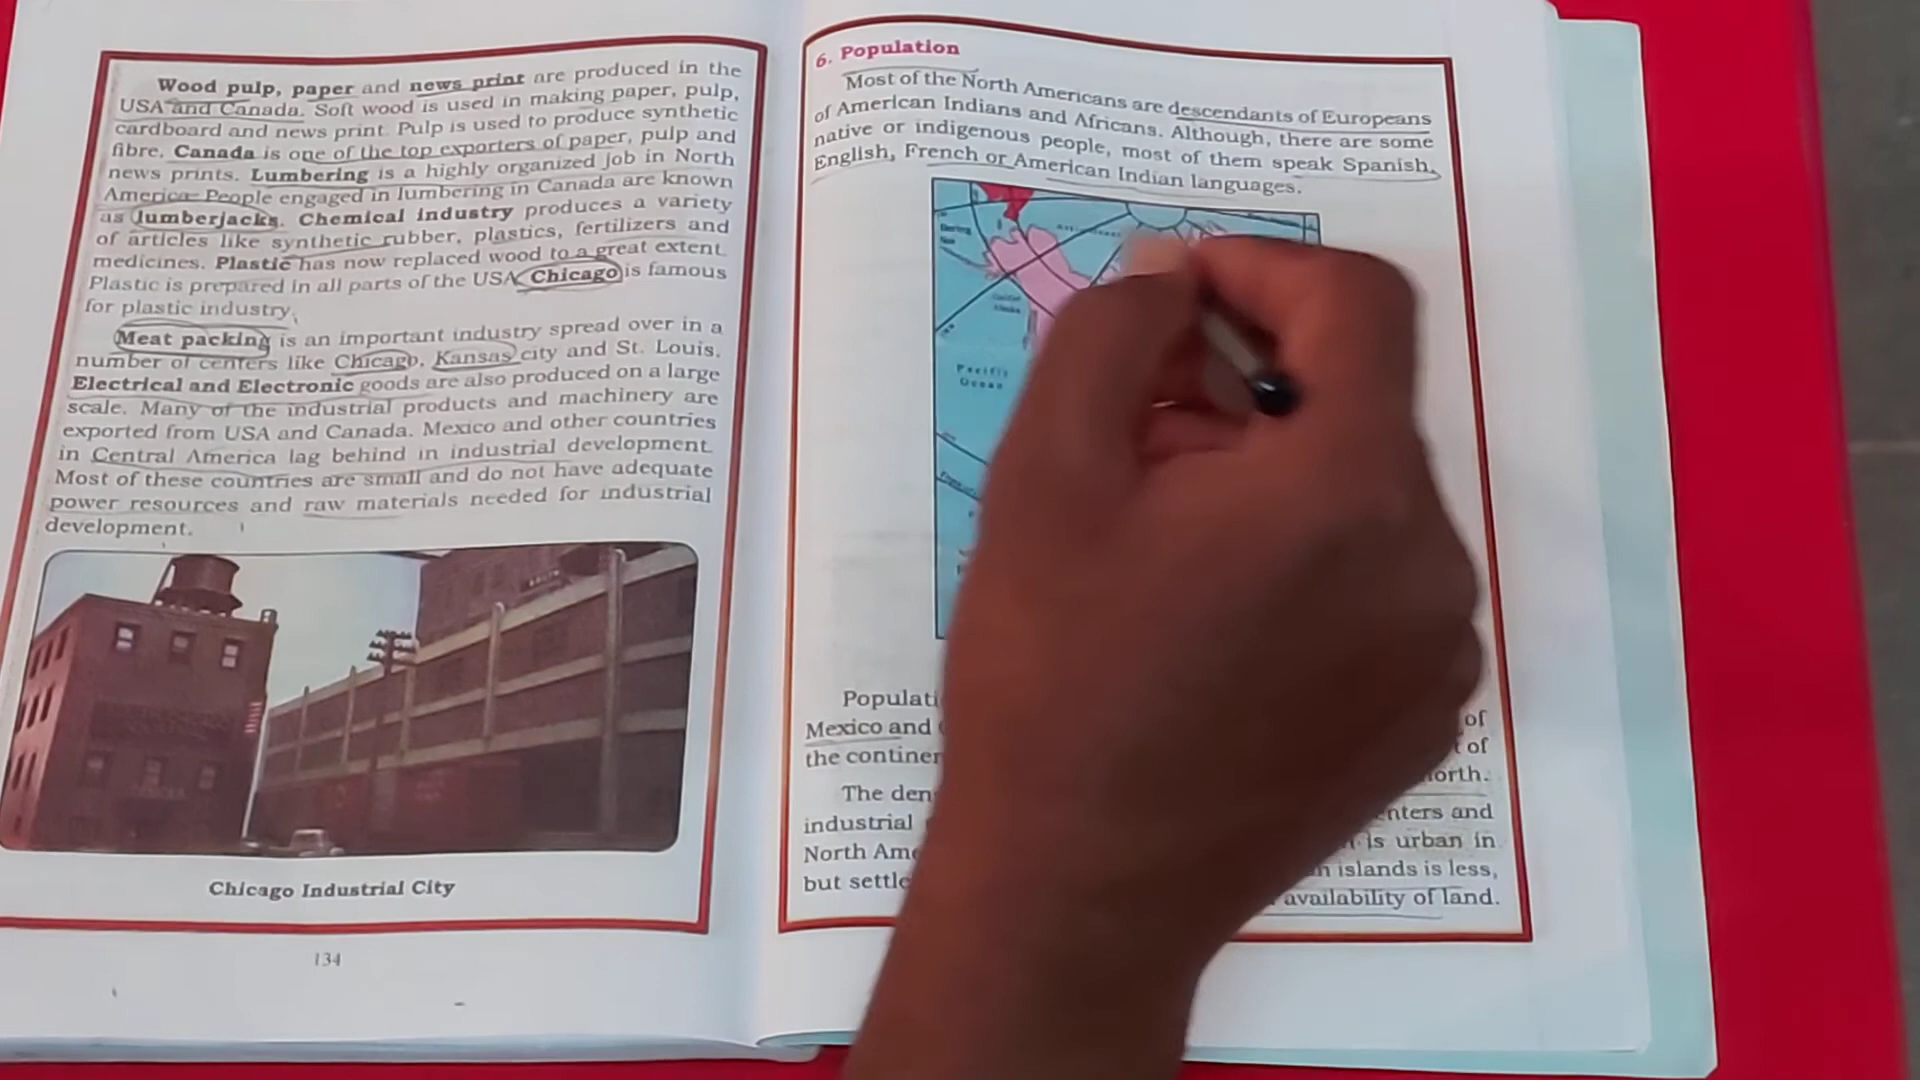 Wood pulp, paper and news print are produced in the
USA and Canada. Soft wood is used in making paper, pulp,
cardboard and news print. Pulp is used to produce synthetic
fibre. Canada is one of the top exporters of paper, pulp and
news prints. Lumbering is a highly organized job in North
America. People engaged in lumbering in Canada are known
as lumberjacks. Chemical industry produces a variety
of articles like synthetic rubber, plastics, fertilizers and
medicines. Plastic has now replaced wood to a great extent.
Plastic is prepared in all parts of the USA. Chicago is famous
for plastic industry.
Meat packing is an important industry spread over in a
number of centers like Chicago, Kansas city and St. Louis.
Electrical and Electronic goods are also produced on a large
scale. Many of the industrial products and machinery are
exported from USA and Canada. Mexico and other countries
in Central America lag behind in industrial development.
Most of these countries are small and do not have adequate
power resources and raw materials needed for industrial
development.
Chicago Industrial City
134
6. Population
Most of the North Americans are descendants of Europeans
of American Indians and Africans. Although, there are some
native or indigenous people, most of them speak Spanish,
English, French or American Indian languages.
Bering
Gulf of
Alaska
Pacific
Ocean
Mexico and of
the of
The north.
industrial and
North is urban in
but islands is less,
availability of land.